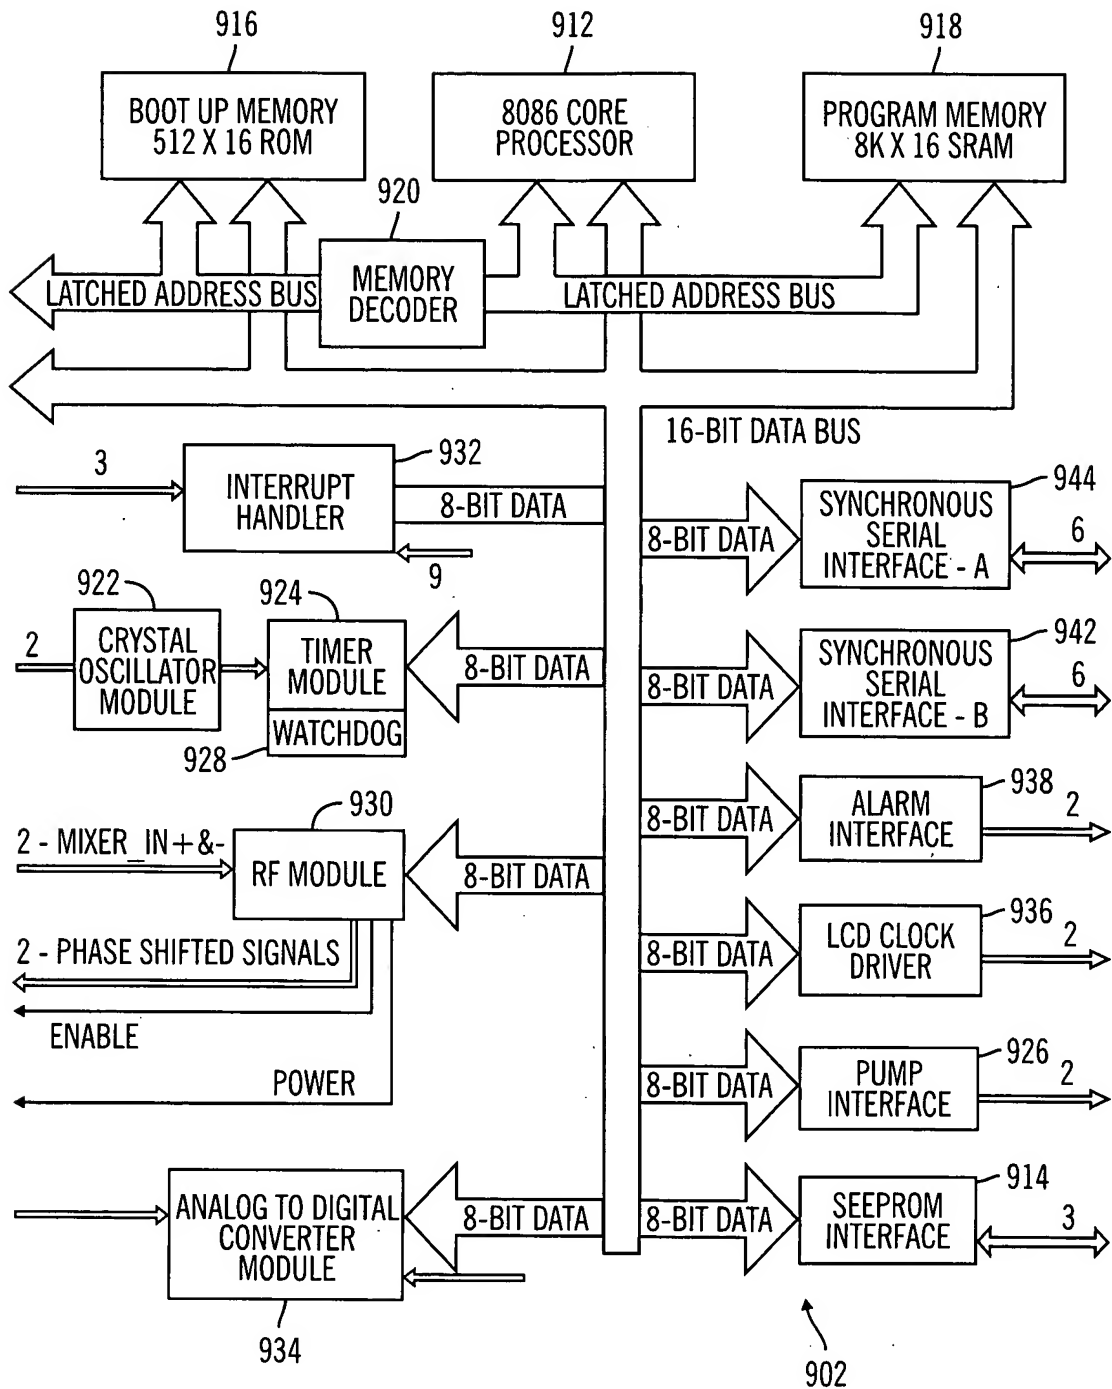 916
912
918
BOOT UP MEMORY
512 X 16 ROM
8086 CORE
PROCESSOR
PROGRAM MEMORY
8K X 16 SRAM
920
MEMORY
DECODER
LATCHED ADDRESS BUS
LATCHED ADDRESS BUS
16-BIT DATA BUS
3
932
INTERRUPT
HANDLER
8-BIT DATA
9
944
8-BIT DATA
SYNCHRONOUS
SERIAL
INTERFACE - A
6
922
924
2
CRYSTAL
OSCILLATOR
MODULE
TIMER
MODULE
WATCHDOG
928
8-BIT DATA
942
8-BIT DATA
SYNCHRONOUS
SERIAL
INTERFACE - B
6
938
8-BIT DATA
ALARM
INTERFACE
2
930
2 - MIXER_IN+&-
RF MODULE
8-BIT DATA
2 - PHASE SHIFTED SIGNALS
ENABLE
POWER
936
8-BIT DATA
LCD CLOCK
DRIVER
2
926
8-BIT DATA
PUMP
INTERFACE
2
ANALOG TO DIGITAL
CONVERTER
MODULE
8-BIT DATA
934
914
8-BIT DATA
SEEPROM
INTERFACE
3
902